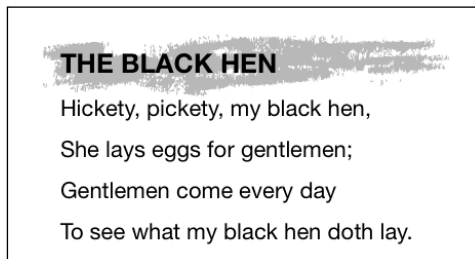 THE BLACK HEN
Hickety, pickety, my black hen,
She lays eggs for gentlemen;
Gentlemen come every day
To see what my black hen doth lay.